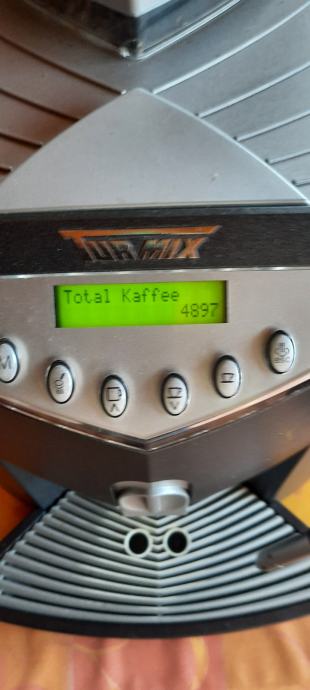 TURMIX
Total Kaffee
4897
M